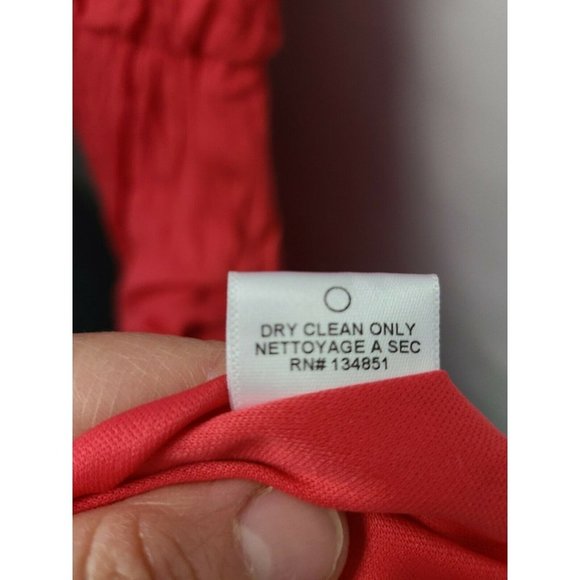 DRY CLEAN ONLY
NETTOYAGE A SEC
RN# 134851